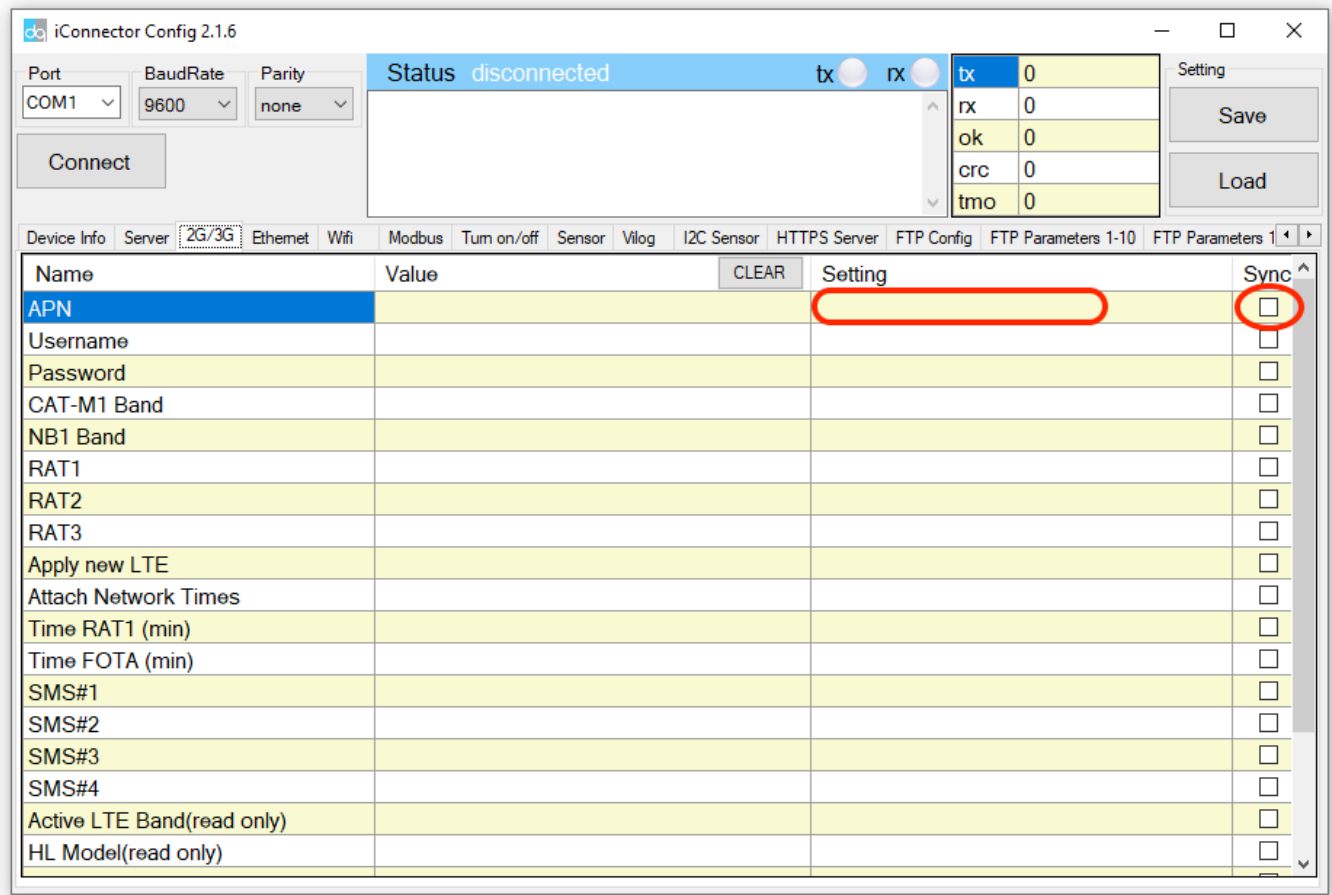 dq iConnector Config 2.1.6
Port BaudRate Parity
COM1 9600 none
Connect
Status disconnected tx rx
tx 0
rx 0
ok 0
crc 0
tmo 0
Setting
Save
Load
Device Info Server 2G/3G Ethernet Wifi Modbus Turn on/off Sensor Vilog I2C Sensor HTTPS Server FTP Config FTP Parameters 1-10 FTP Parameters 1
Name Value CLEAR Setting Sync
APN
Username
Password
CAT-M1 Band
NB1 Band
RAT1
RAT2
RAT3
Apply new LTE
Attach Network Times
Time RAT1 (min)
Time FOTA (min)
SMS#1
SMS#2
SMS#3
SMS#4
Active LTE Band(read only)
HL Model(read only)